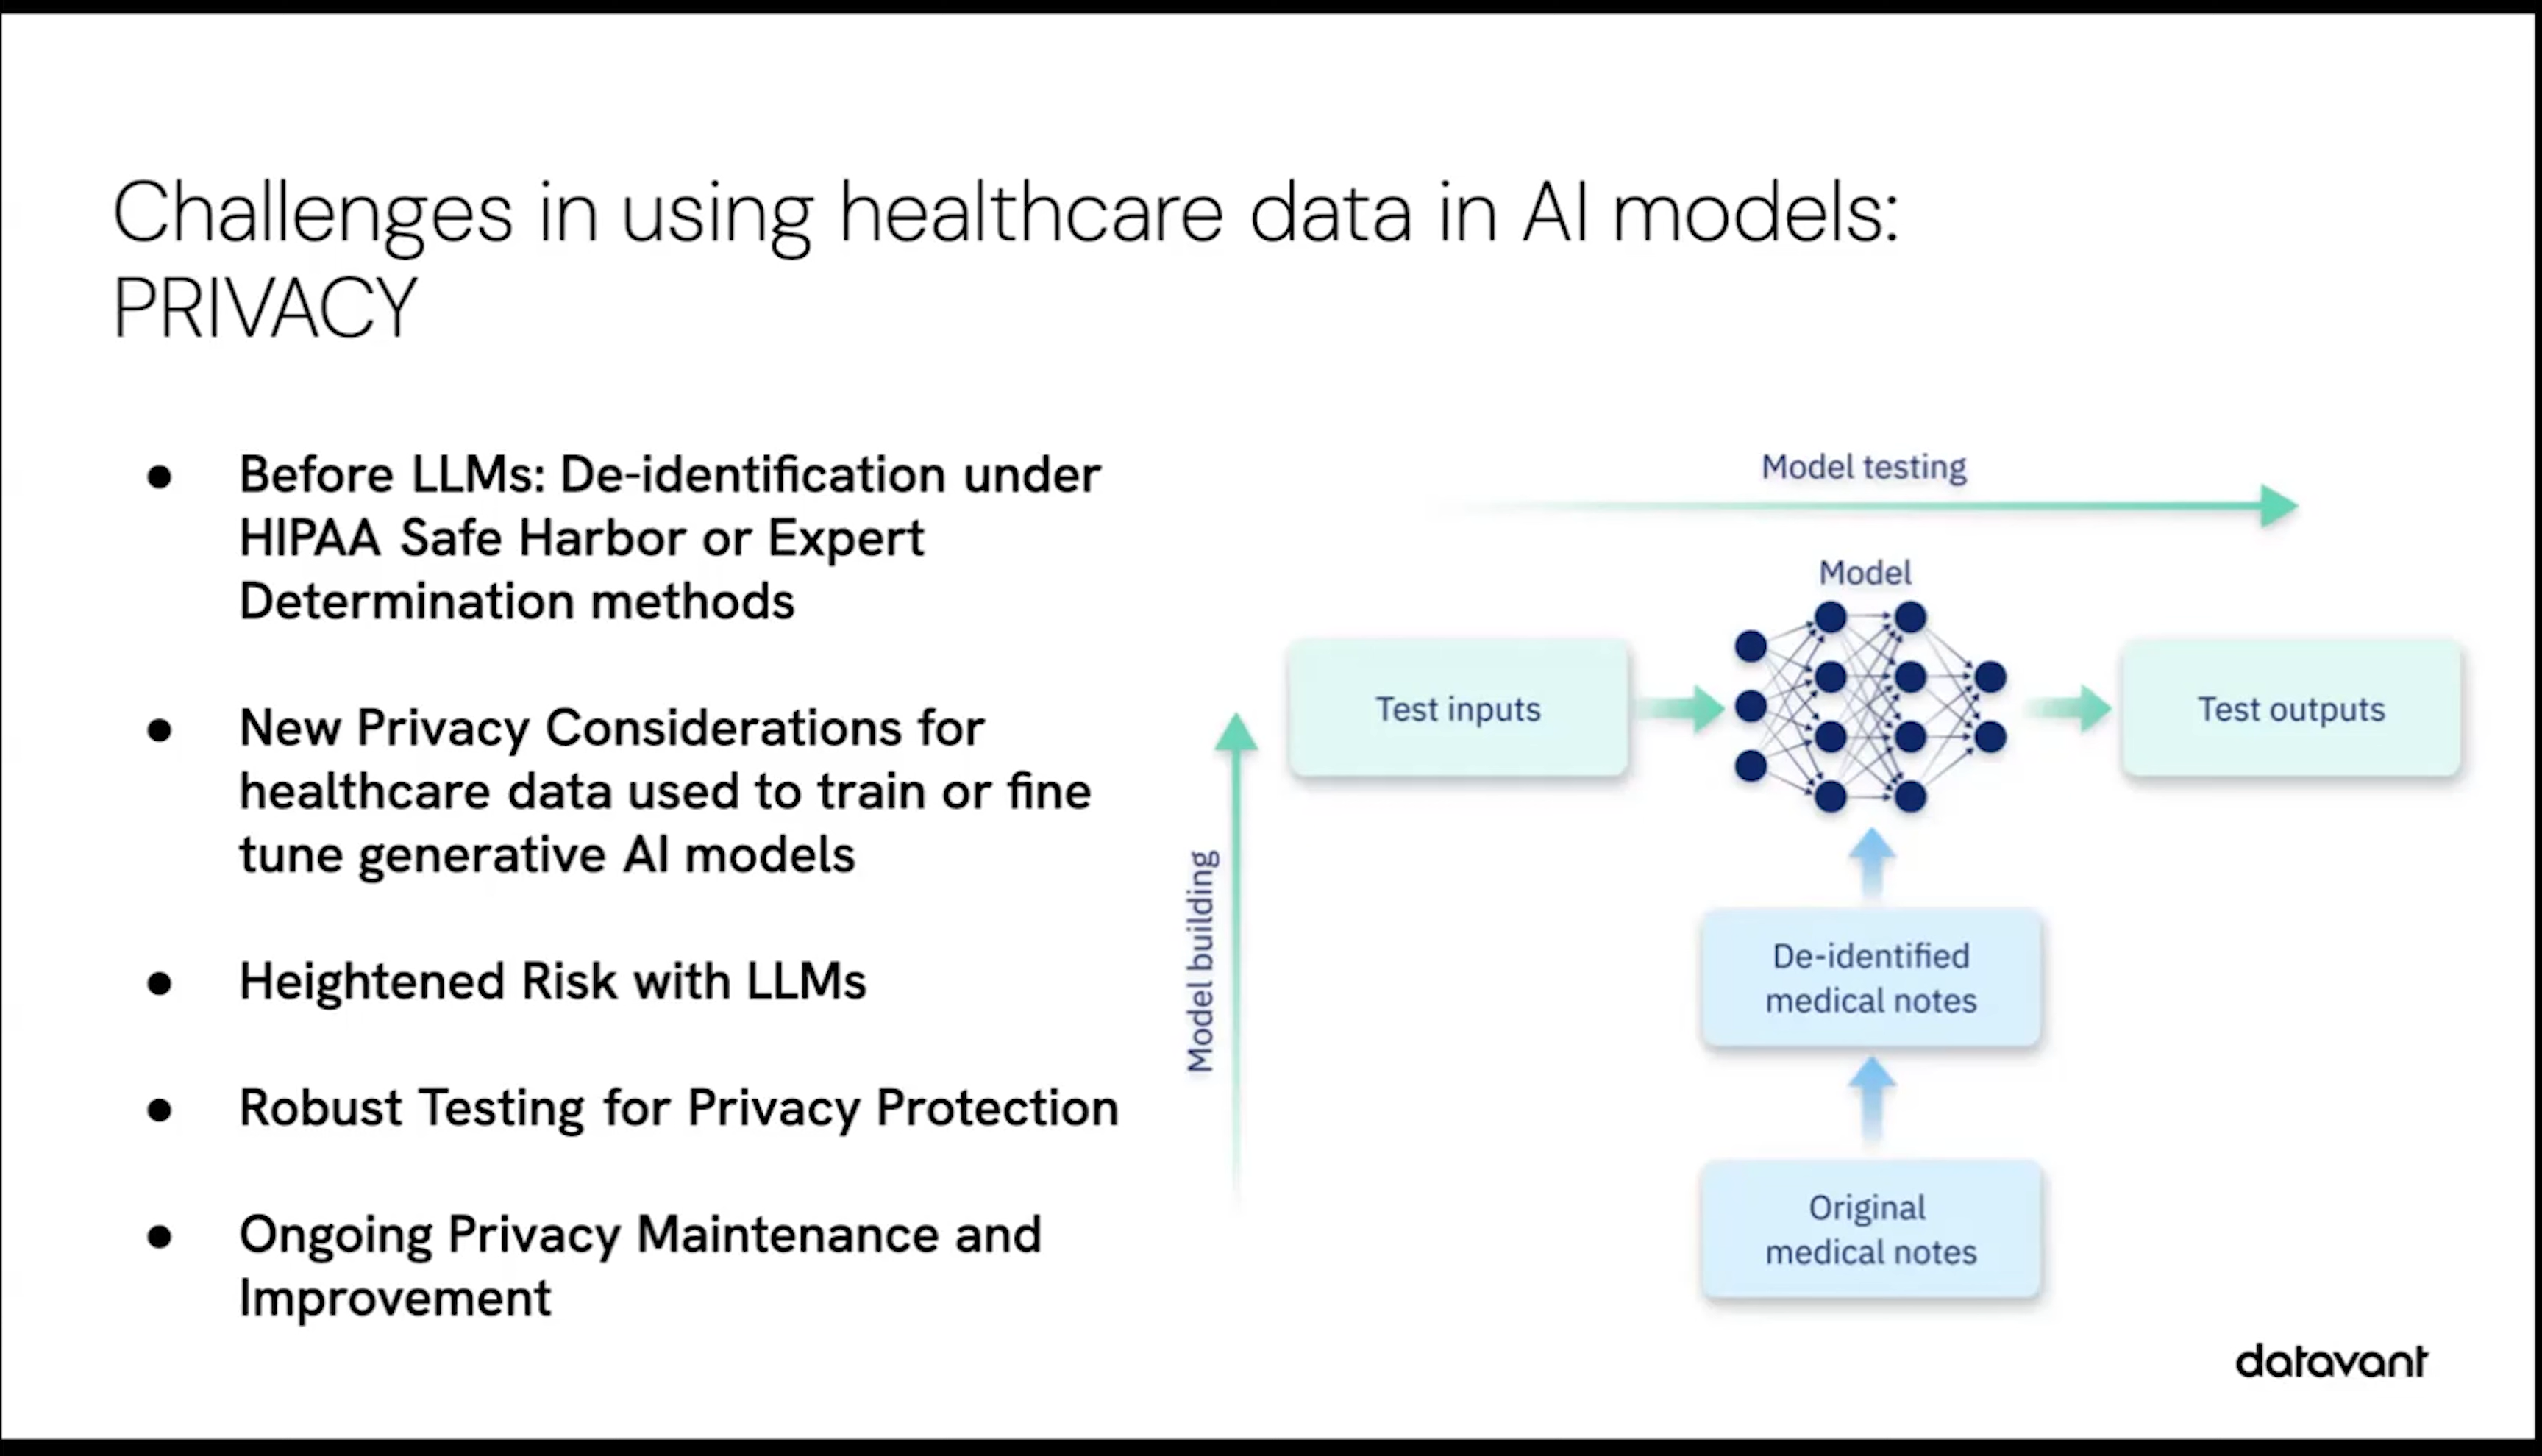 Challenges in using healthcare data in AI models:
PRIVACY
● Before LLMs: De-identification under
HIPAA Safe Harbor or Expert
Determination methods
● New Privacy Considerations for
healthcare data used to train or fine
tune generative AI models
● Heightened Risk with LLMs
● Robust Testing for Privacy Protection
● Ongoing Privacy Maintenance and
Improvement
Model testing
Model
Test inputs
Test outputs
Model building
De-identified
medical notes
Original
medical notes
datavant